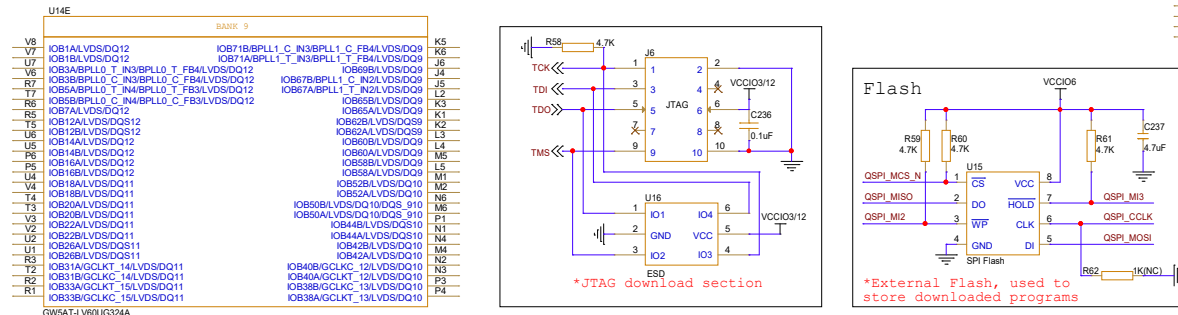 U14E
BANK 9
V8 IOB1A/LVDS/DQ12 IOB71B/BPLL1_C_IN3/BPLL1_C_FB4/LVDS/DQ9 K5
V7 IOB1B/LVDS/DQ12 IOB71A/BPLL1_T_IN3/BPLL1_T_FB4/LVDS/DQ9 K6
U7 IOB3A/BPLL0_T_IN3/BPLL0_T_FB4/LVDS/DQ12 IOB69B/LVDS/DQ9 J6
V6 IOB3B/BPLL0_C_IN3/BPLL0_C_FB4/LVDS/DQ12 IOB67B/BPLL1_C_IN2/LVDS/DQ9 J4
R7 IOB5A/BPLL0_T_IN4/BPLL0_T_FB3/LVDS/DQ12 IOB67A/BPLL1_T_IN2/LVDS/DQ9 J5
T7 IOB5B/BPLL0_C_IN4/BPLL0_C_FB3/LVDS/DQ12 IOB65B/LVDS/DQ9 L2
R6 IOB7A/LVDS/DQ12 IOB65A/LVDS/DQ9 K3
R5 IOB12A/LVDS/DQS12 IOB62B/LVDS/DQS9 K1
T5 IOB12B/LVDS/DQS12 IOB62A/LVDS/DQS9 K2
U6 IOB14A/LVDS/DQ12 IOB60B/LVDS/DQ9 L3
U5 IOB14B/LVDS/DQ12 IOB60A/LVDS/DQ9 L4
P6 IOB16A/LVDS/DQ12 IOB58B/LVDS/DQ9 M5
P5 IOB16B/LVDS/DQ12 IOB58A/LVDS/DQ9 L5
U4 IOB18A/LVDS/DQ11 IOB52B/LVDS/DQ10 M1
V4 IOB18B/LVDS/DQ11 IOB52A/LVDS/DQ10 M2
T4 IOB20A/LVDS/DQ11 IOB50B/LVDS/DQ10/DQS_910 N6
T3 IOB20B/LVDS/DQ11 IOB50A/LVDS/DQ10/DQS_910 M6
V3 IOB22A/LVDS/DQ11 IOB44B/LVDS/DQS10 P1
V2 IOB22B/LVDS/DQ11 IOB44A/LVDS/DQS10 N1
U2 IOB26A/LVDS/DQS11 IOB42B/LVDS/DQ10 N4
U1 IOB26B/LVDS/DQS11 IOB42A/LVDS/DQ10 M4
R3 IOB31A/GCLKT_14/LVDS/DQ11 IOB40B/GCLKC_12/LVDS/DQ10 N2
T2 IOB31B/GCLKC_14/LVDS/DQ11 IOB40A/GCLKT_12/LVDS/DQ10 N3
R2 IOB33A/GCLKT_15/LVDS/DQ11 IOB38B/GCLKC_13/LVDS/DQ10 P3
R1 IOB33B/GCLKC_15/LVDS/DQ11 IOB38A/GCLKT_13/LVDS/DQ10 P4
GW5AT-LV60UG324A
R58 4.7K
J6
TCK 1 1 2 2
TDI 3 3 4 4
VCCIO3/12
TDO 5 5 JTAG 6 6
C236
0.1uF
7 7 8 8
TMS 9 9 10 10
U16
1 IO1 IO4 6
2 GND VCC 5 VCCIO3/12
3 IO2 IO3 4
ESD
*JTAG download section
Flash
VCCIO6
R59 4.7K
R60 4.7K
R61 4.7K
C237
4.7uF
U15
QSPI_MCS_N 1 CS VCC 8
QSPI_MISO 2 DO HOLD 7 QSPI_MI3
QSPI_MI2 3 WP CLK 6 QSPI_CCLK
4 GND DI 5 QSPI_MOSI
SPI Flash
R62 1K(NC)
*External Flash, used to
store downloaded programs